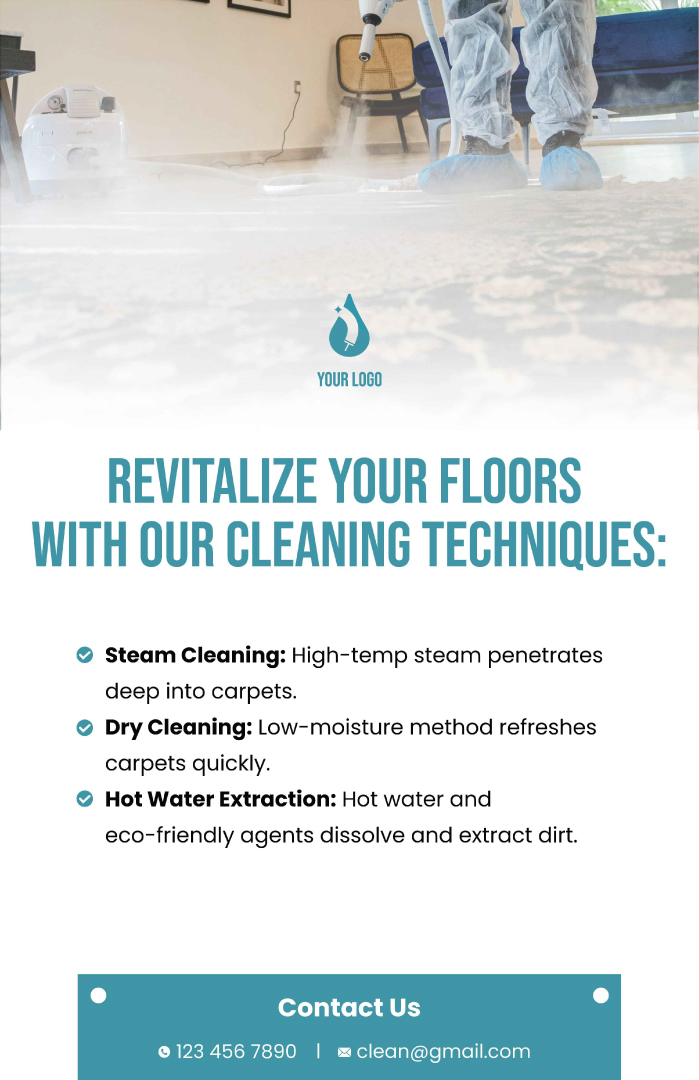 YOUR LOGO
REVITALIZE YOUR FLOORS
WITH OUR CLEANING TECHNIQUES:
Steam Cleaning: High-temp steam penetrates
deep into carpets.
Dry Cleaning: Low-moisture method refreshes
carpets quickly.
Hot Water Extraction: Hot water and
eco-friendly agents dissolve and extract dirt.
Contact Us
123 456 7890 | clean@gmail.com